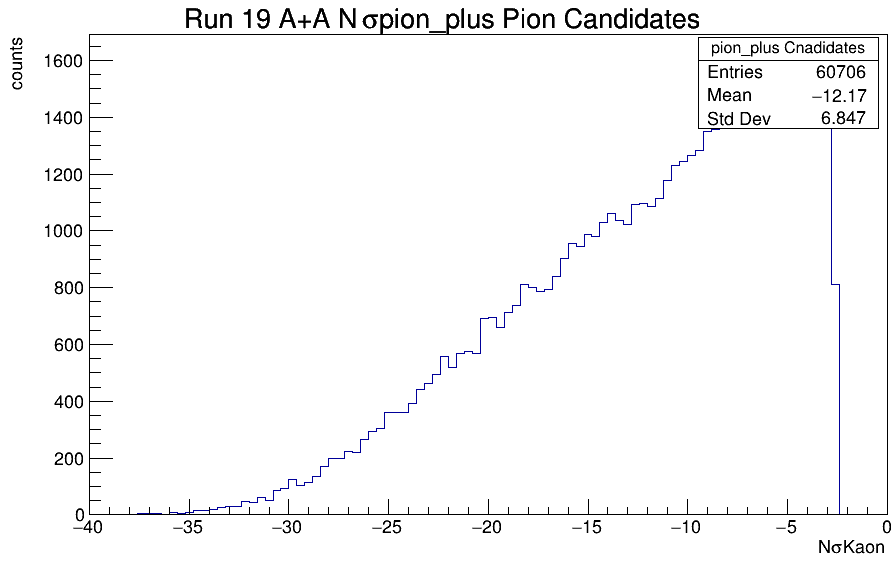 Run 19 A+A N σpion_plus Pion Candidates
counts
pion_plus Cnadidates
Entries 60706
Mean −12.17
Std Dev 6.847
1600
1400
1200
1000
800
600
400
200
0
−40 −35 −30 −25 −20 −15 −10 −5 0
NσKaon